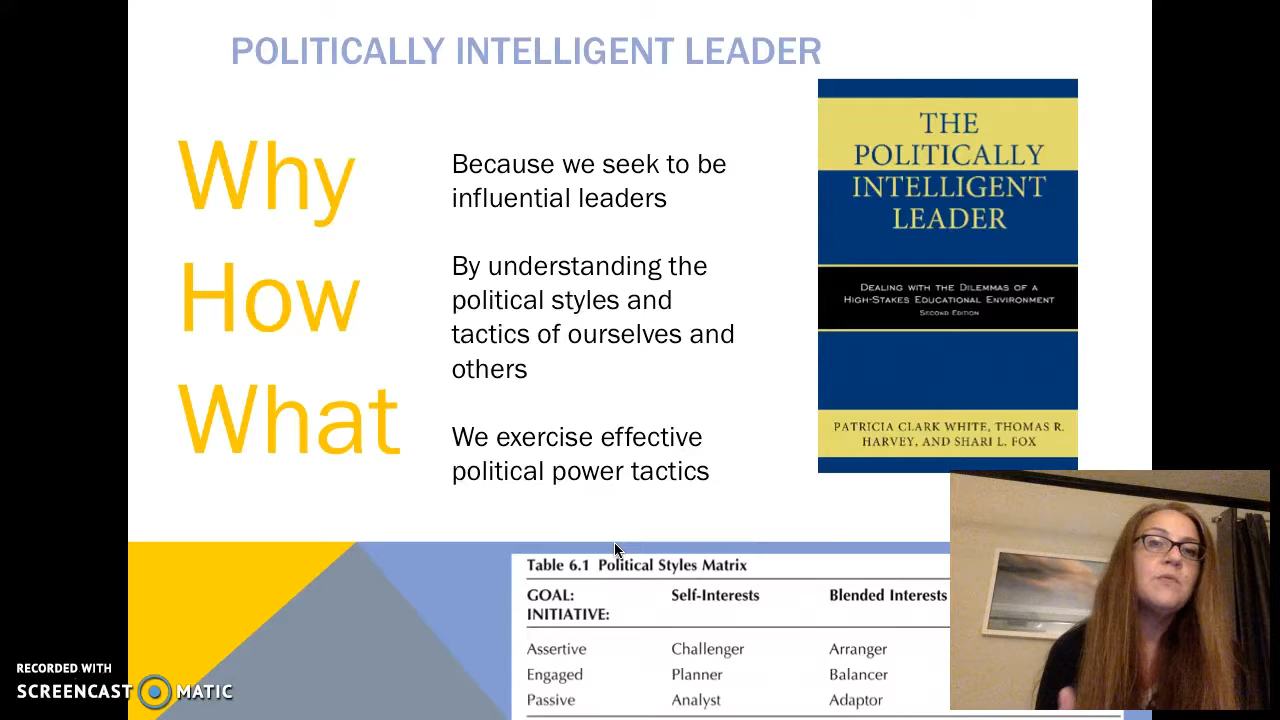 POLITICALLY INTELLIGENT LEADER
Why
Because we seek to be
influential leaders
How
By understanding the
political styles and
tactics of ourselves and
others
What
We exercise effective
political power tactics
THE
POLITICALLY
INTELLIGENT
LEADER
DEALING WITH THE DILEMMAS OF A
HIGH-STAKES EDUCATIONAL ENVIRONMENT
SECOND EDITION
PATRICIA CLARK WHITE, THOMAS R.
HARVEY, AND SHARI L. FOX
Table 6.1 Political Styles Matrix
GOAL: Self-Interests Blended Interests
INITIATIVE:
Assertive Challenger Arranger
Engaged Planner Balancer
Passive Analyst Adaptor
RECORDED WITH
SCREENCAST MATIC